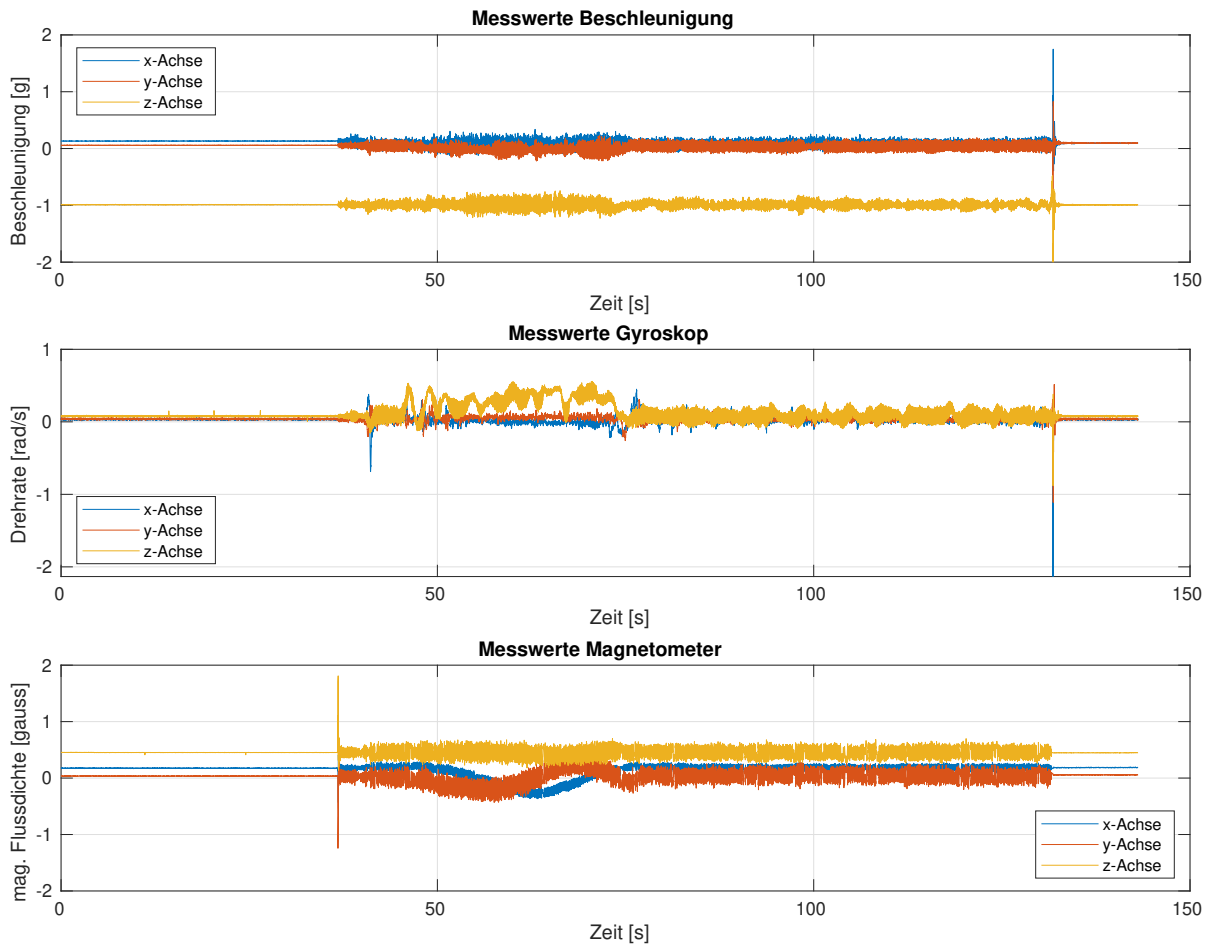 Messwerte Beschleunigung
Beschleunigung [g]
2
1
0
-1
-2
x-Achse
y-Achse
z-Achse
0 50 100 150
Zeit [s]
Messwerte Gyroskop
Drehrate [rad/s]
1
0
-1
-2
x-Achse
y-Achse
z-Achse
0 50 100 150
Zeit [s]
Messwerte Magnetometer
mag. Flussdichte [gauss]
2
1
0
-1
-2
x-Achse
y-Achse
z-Achse
0 50 100 150
Zeit [s]